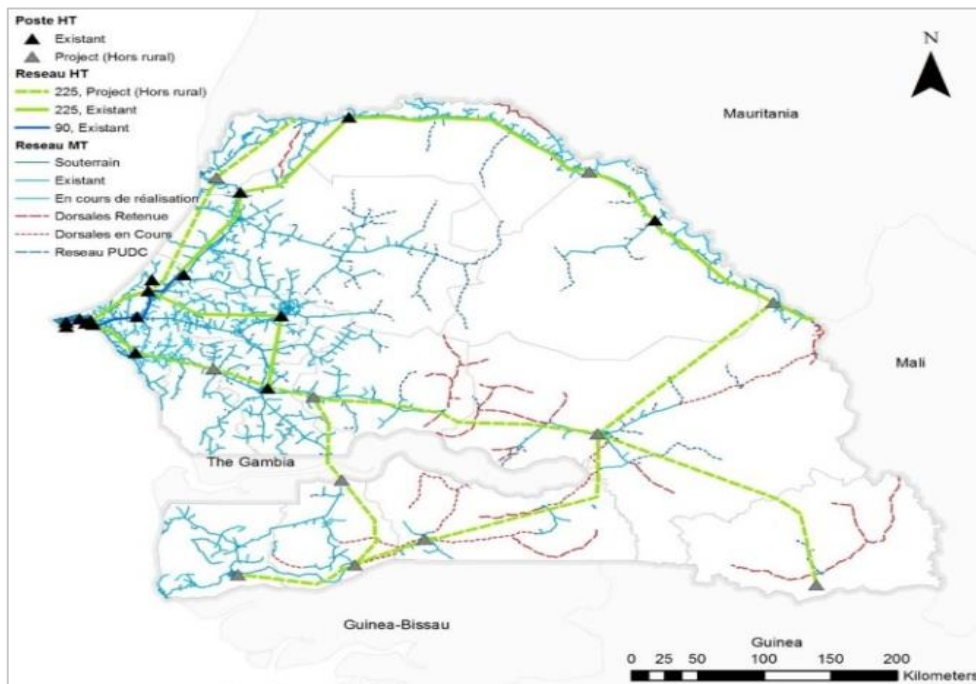 Poste HT
Existant
Project (Hors rural)
Reseau HT
225, Project (Hors rural)
225, Existant
90, Existant
Reseau MT
Souterrain
Existant
En cours de réalisation
Dorsales Retenue
Dorsales en Cours
Reseau PUDC
N
Mauritania
Mali
The Gambia
Guinea-Bissau
Guinea
0 25 50 100 150 200
Kilometers